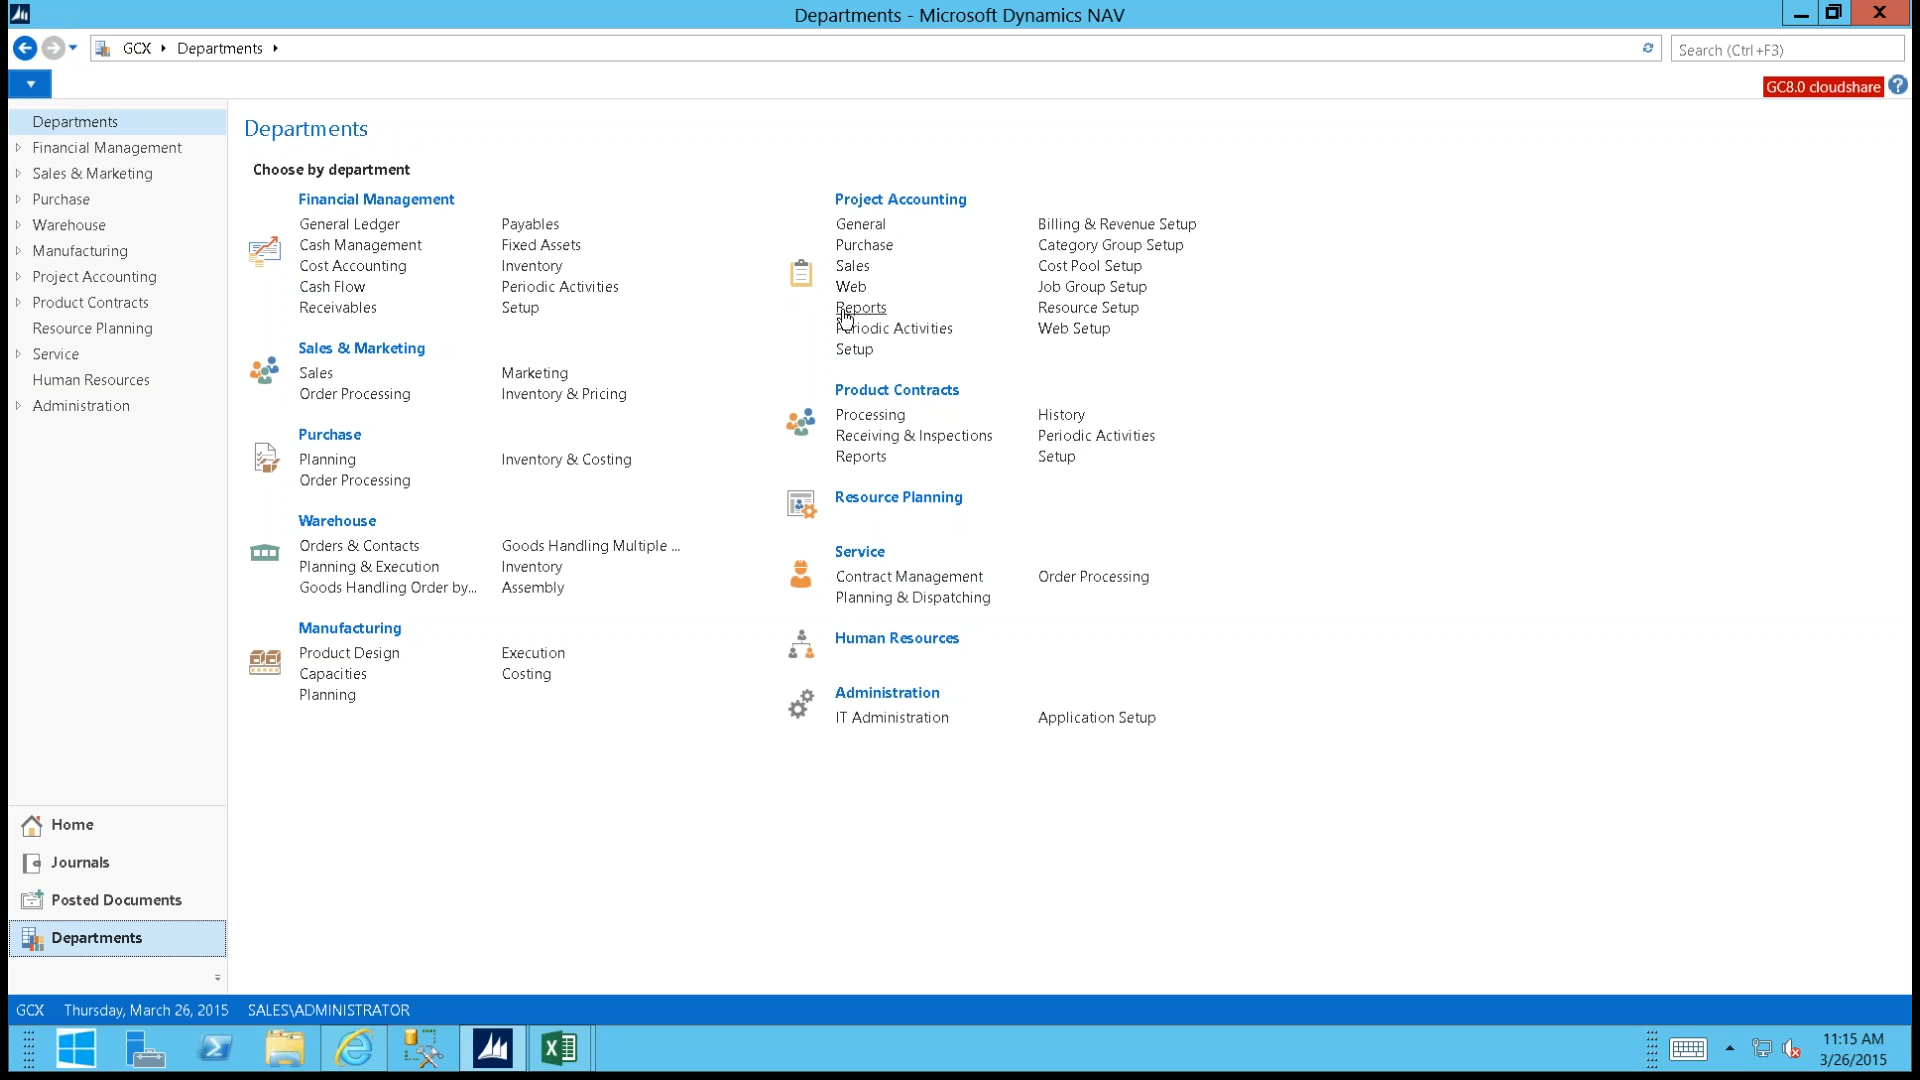 Departments - Microsoft Dynamics NAV
GCX Departments
Search (Ctrl+F3)
GC8.0 cloudshare
Departments
Financial Management
Sales & Marketing
Purchase
Warehouse
Manufacturing
Project Accounting
Product Contracts
Resource Planning
Service
Human Resources
Administration
Home
Journals
Posted Documents
Departments
Departments
Choose by department
Financial Management
General Ledger Payables
Cash Management Fixed Assets
Cost Accounting Inventory
Cash Flow Periodic Activities
Receivables Setup
Sales & Marketing
Sales Marketing
Order Processing Inventory & Pricing
Purchase
Planning Inventory & Costing
Order Processing
Warehouse
Orders & Contacts Goods Handling Multiple ...
Planning & Execution Inventory
Goods Handling Order by... Assembly
Manufacturing
Product Design Execution
Capacities Costing
Planning
Project Accounting
General Billing & Revenue Setup
Purchase Category Group Setup
Sales Cost Pool Setup
Web Job Group Setup
Reports Resource Setup
Periodic Activities Web Setup
Setup
Product Contracts
Processing History
Receiving & Inspections Periodic Activities
Reports Setup
Resource Planning
Service
Contract Management Order Processing
Planning & Dispatching
Human Resources
Administration
IT Administration Application Setup
GCX Thursday, March 26, 2015 SALES\ADMINISTRATOR
11:15 AM
3/26/2015